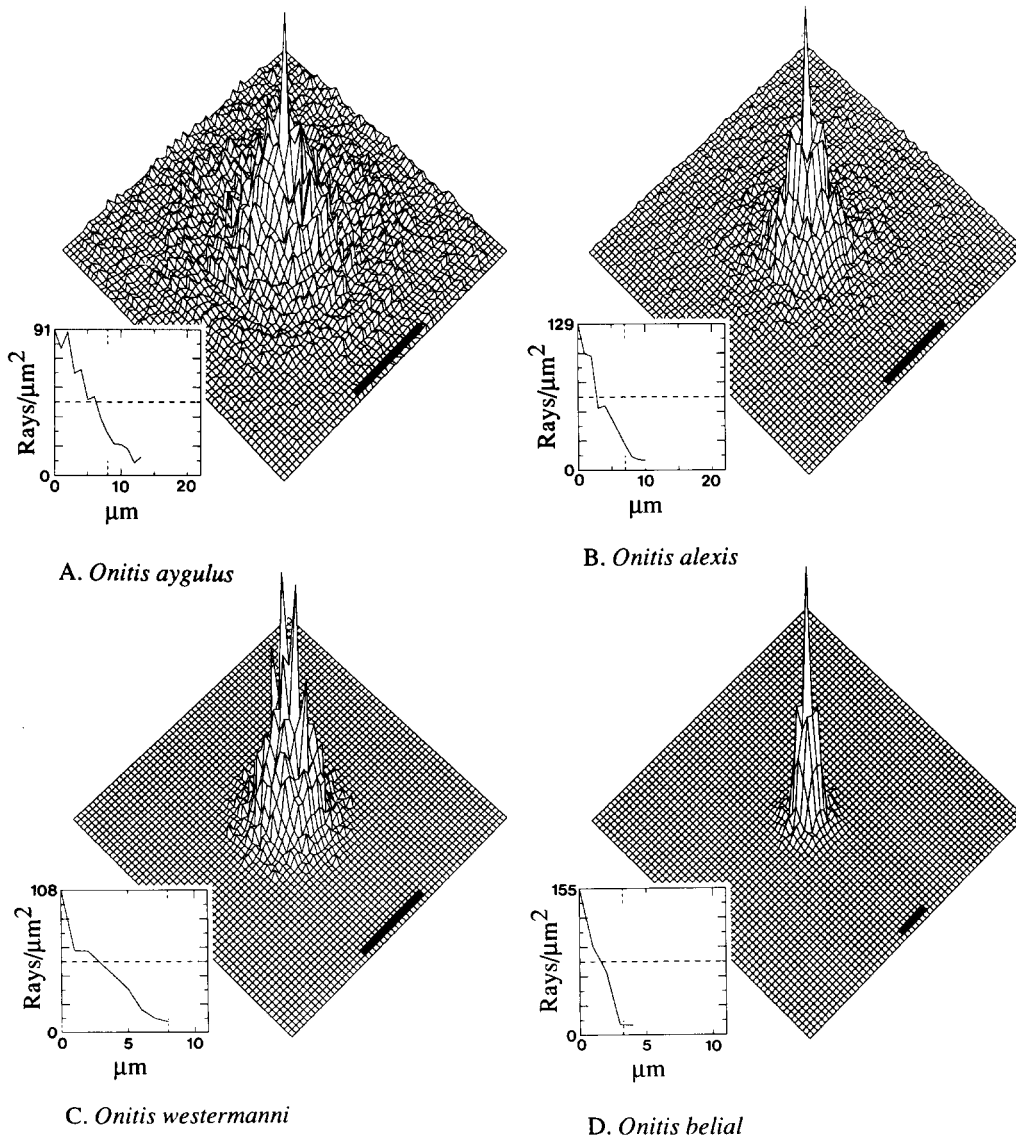 91
Rays/μm²
0
0 10 20
μm
A. Onitis aygulus
129
Rays/μm²
0
0 10 20
μm
B. Onitis alexis
108
Rays/μm²
0
0 5 10
μm
C. Onitis westermanni
155
Rays/μm²
0
0 5 10
μm
D. Onitis belial